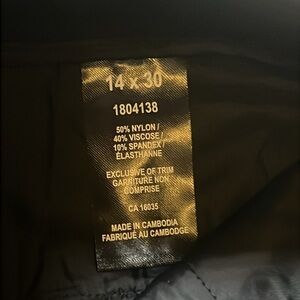 14 x 30
1804138
50% NYLON /
40% VISCOSE /
10% SPANDEX /
ÉLASTHANNE
EXCLUSIVE OF TRIM
GARNITURE NON
COMPRISE
CA 16035
MADE IN CAMBODIA
FABRIQUÉ AU CAMBODGE